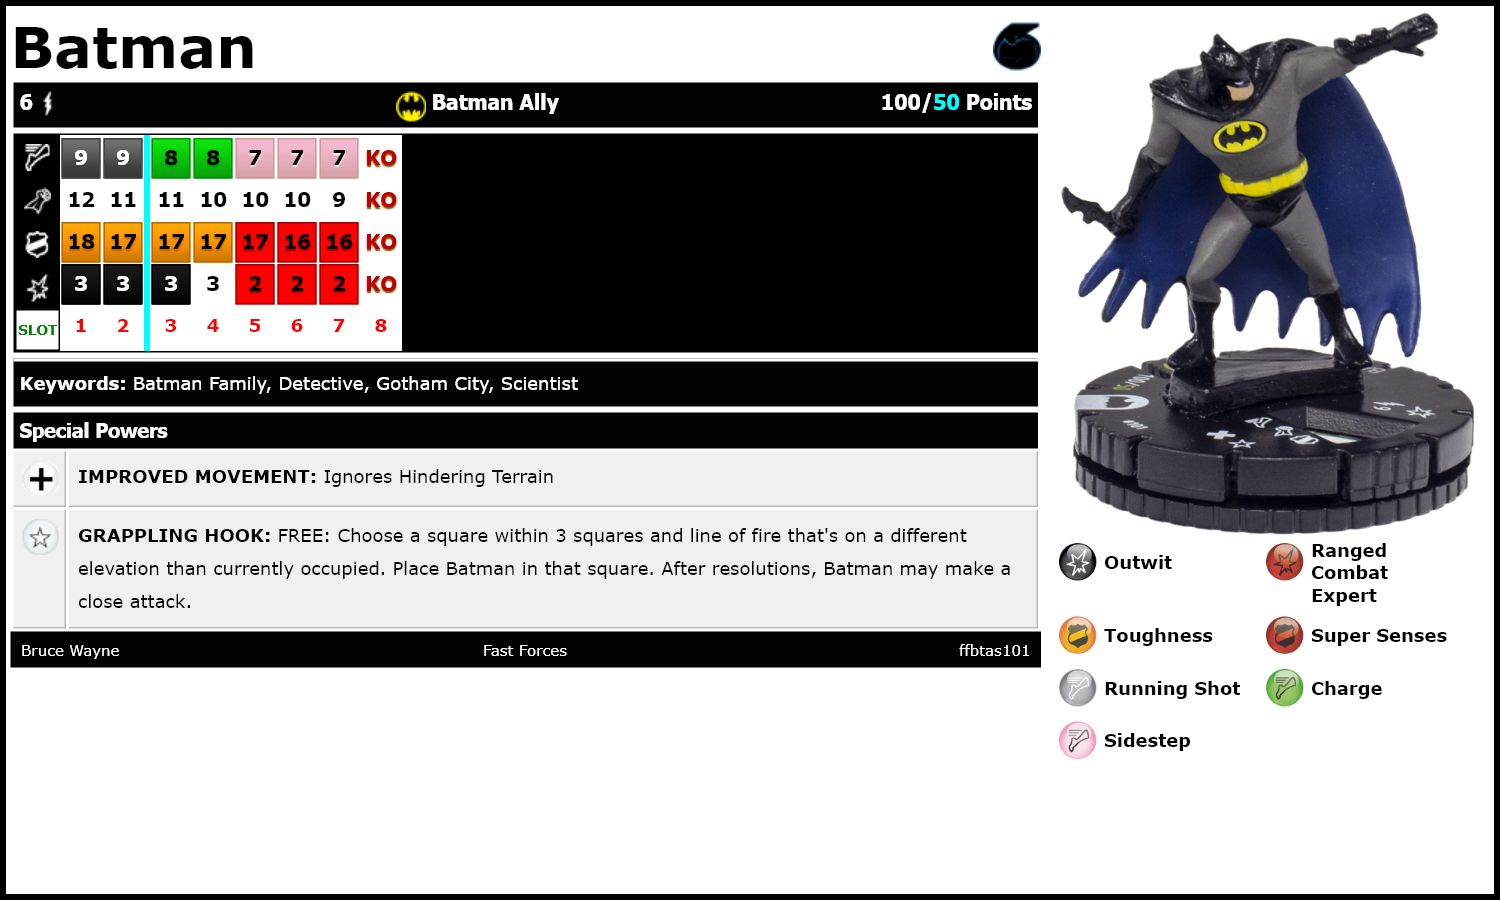 Batman
6 Batman Ally 100/50 Points
9 9 8 8 7 7 7 KO
12 11 11 10 10 10 9 KO
18 17 17 17 17 16 16 KO
3 3 3 3 2 2 2 KO
SLOT 1 2 3 4 5 6 7 8
Keywords: Batman Family, Detective, Gotham City, Scientist
Special Powers
IMPROVED MOVEMENT: Ignores Hindering Terrain
GRAPPLING HOOK: FREE: Choose a square within 3 squares and line of fire that's on a different
elevation than currently occupied. Place Batman in that square. After resolutions, Batman may make a
close attack.
Bruce Wayne Fast Forces ffbtas101
Outwit
Ranged
Combat
Expert
Toughness
Super Senses
Running Shot
Charge
Sidestep